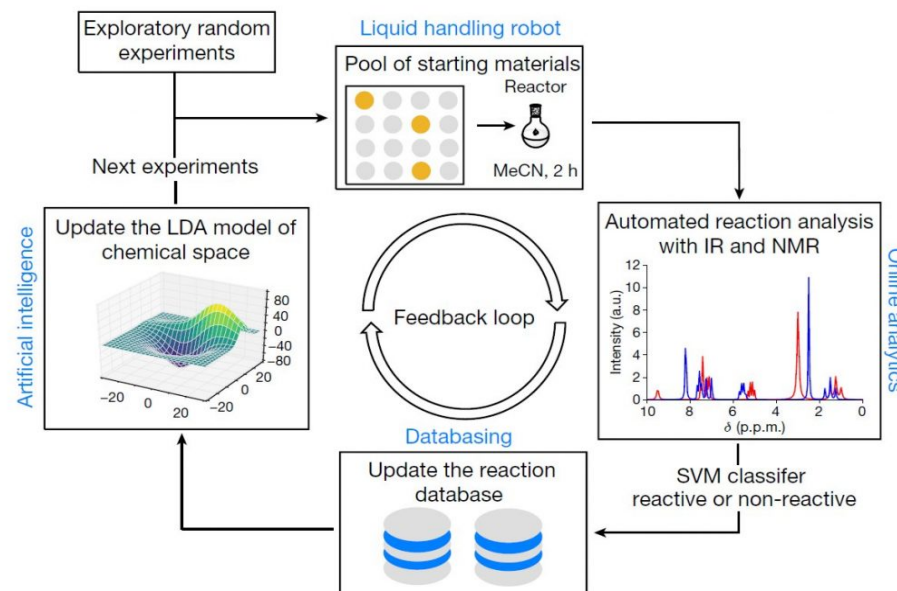 Exploratory random
experiments
Liquid handling robot
Pool of starting materials
Reactor
MeCN, 2 h
Next experiments
Artificial intelligence
Update the LDA model of
chemical space
80
40
0
−40
−80
20
0
−20
−20
0
20
Feedback loop
Automated reaction analysis
with IR and NMR
Online analytics
Intensity (a.u.)
12
10
8
6
4
2
0
10 8 6 4 2 0
δ (p.p.m.)
SVM classifer
reactive or non-reactive
Databasing
Update the reaction
database